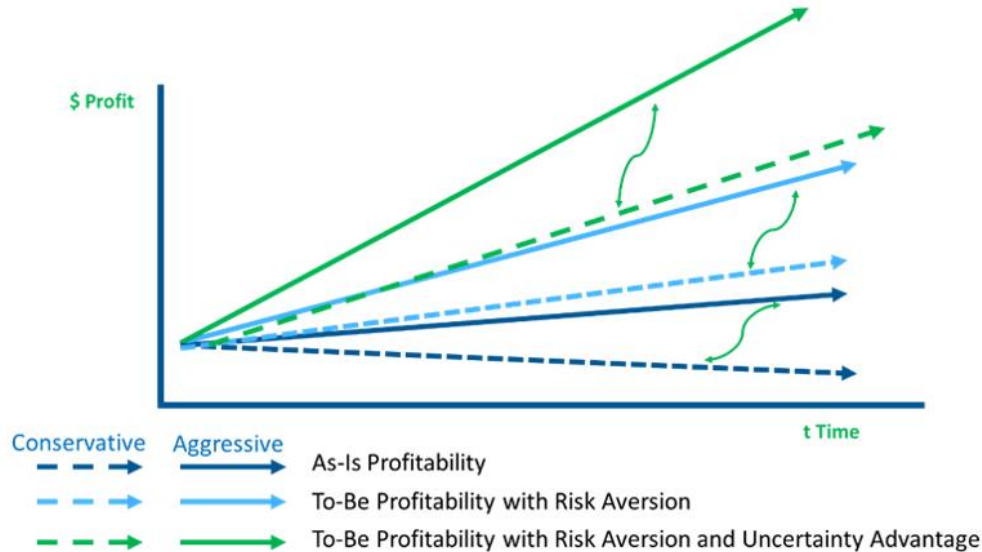 $ Profit
t Time
Conservative Aggressive
As-Is Profitability
To-Be Profitability with Risk Aversion
To-Be Profitability with Risk Aversion and Uncertainty Advantage